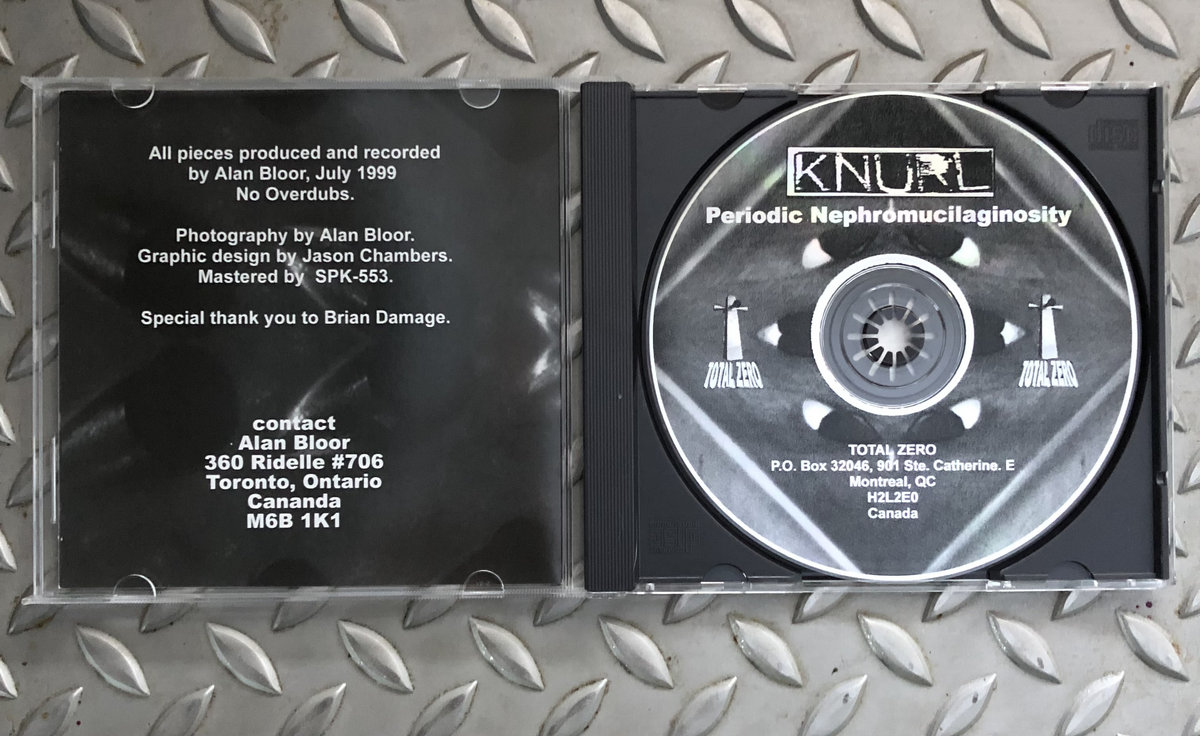 All pieces produced and recorded
by Alan Bloor, July 1999
No Overdubs.
Photography by Alan Bloor.
Graphic design by Jason Chambers.
Mastered by SPK-553.
Special thank you to Brian Damage.
contact
Alan Bloor
360 Ridelle #706
Toronto, Ontario
Cananda
M6B 1K1
KNURL
Periodic Nephromucilaginosity
TOTAL ZERO
TOTAL ZERO
TOTAL ZERO
P.O. Box 32046, 901 Ste. Catherine. E
Montreal, QC
H2L2E0
Canada